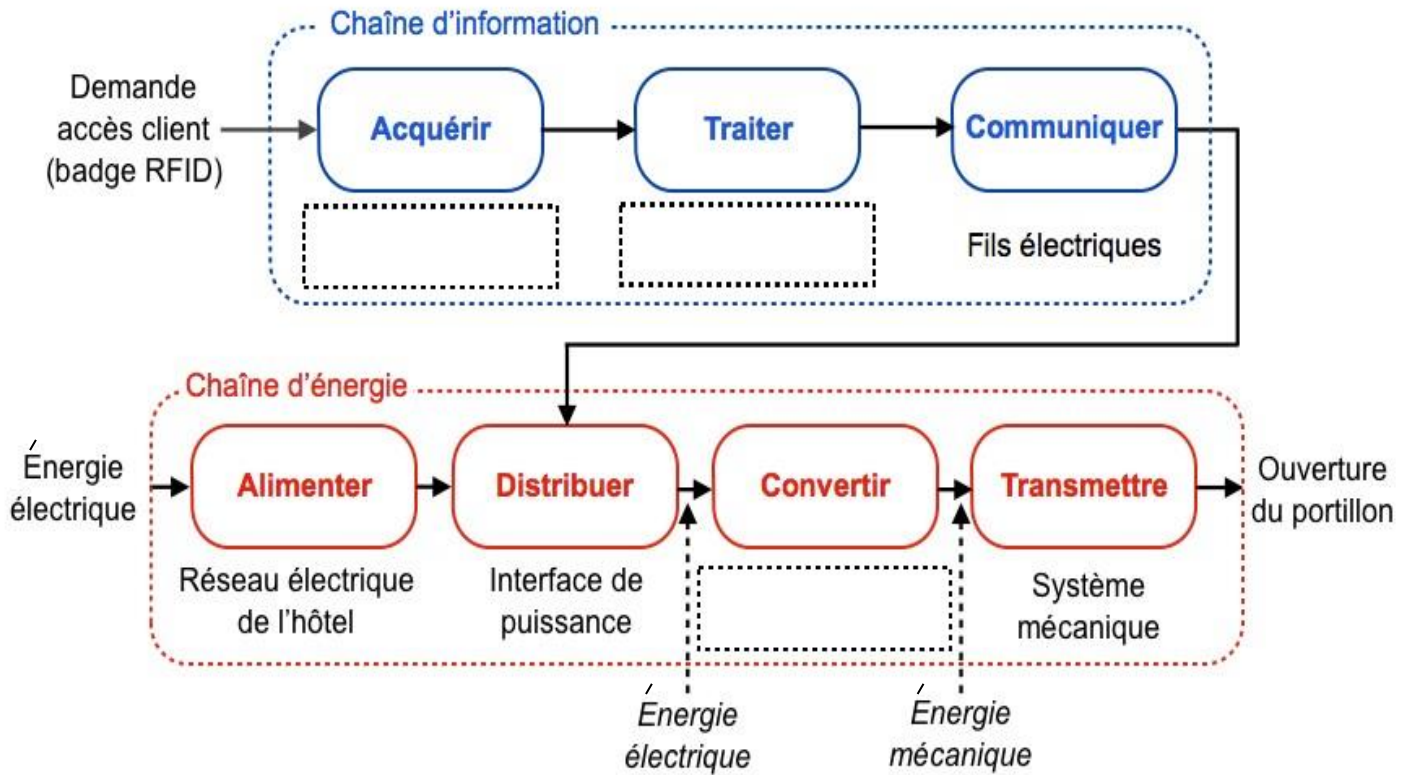 Chaîne d'information
Demande
accès client
(badge RFID)
Acquérir
Traiter
Communiquer
Fils électriques
Chaîne d'énergie
Énergie
électrique
Alimenter
Distribuer
Convertir
Transmettre
Ouverture
du portillon
Réseau électrique
de l'hôtel
Interface de
puissance
Système
mécanique
Énergie
électrique
Énergie
mécanique